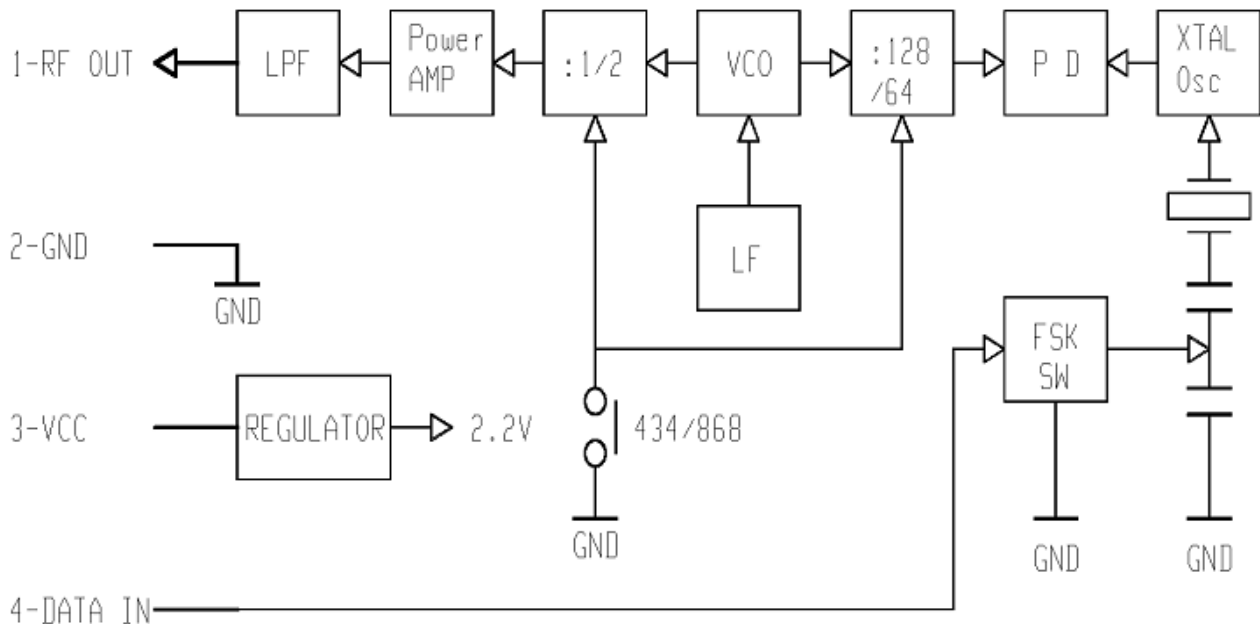 1-RF OUT
LPF
Power
AMP
:1/2
VCO
:128
/64
P D
XTAL
Osc
2-GND
GND
LF
FSK
SW
3-VCC
REGULATOR
2.2V
434/868
GND
GND
GND
4-DATA IN